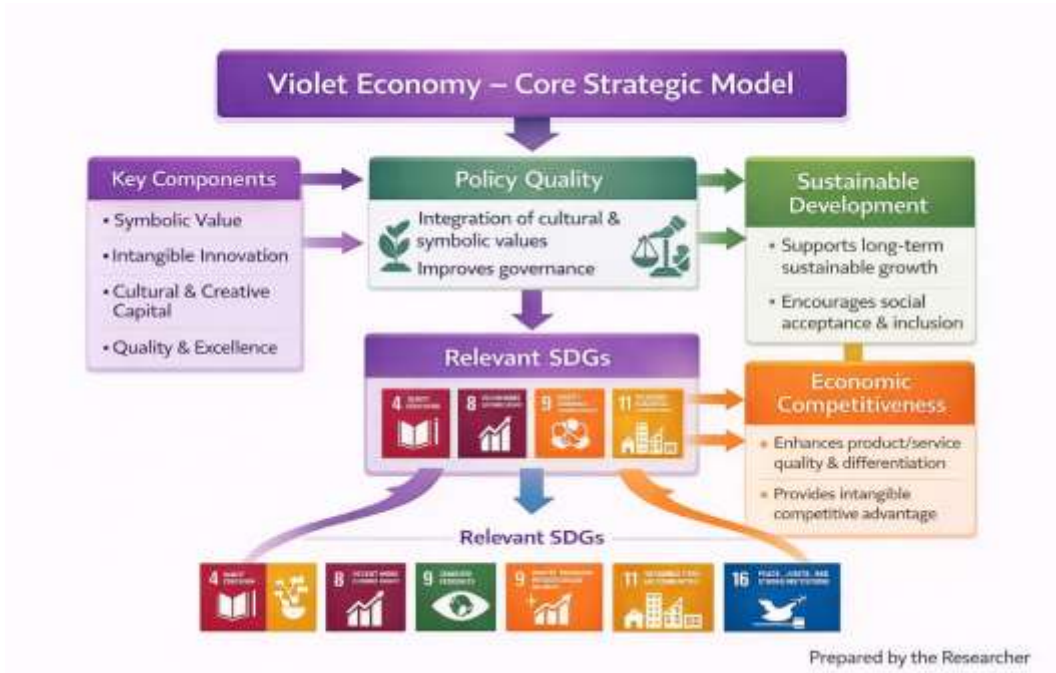 Violet Economy – Core Strategic Model
Key Components
• Symbolic Value
• Intangible Innovation
• Cultural & Creative
Capital
• Quality & Excellence
Policy Quality
Integration of cultural &
symbolic values
Improves governance
Sustainable
Development
• Supports long-term
sustainable growth
• Encourages social
acceptance & inclusion
Relevant SDGs
4
8
9
11
Economic
Competitiveness
• Enhances product/service
quality & differentiation
• Provides intangible
competitive advantage
Relevant SDGs
4
8
9
9
11
16
Prepared by the Researcher